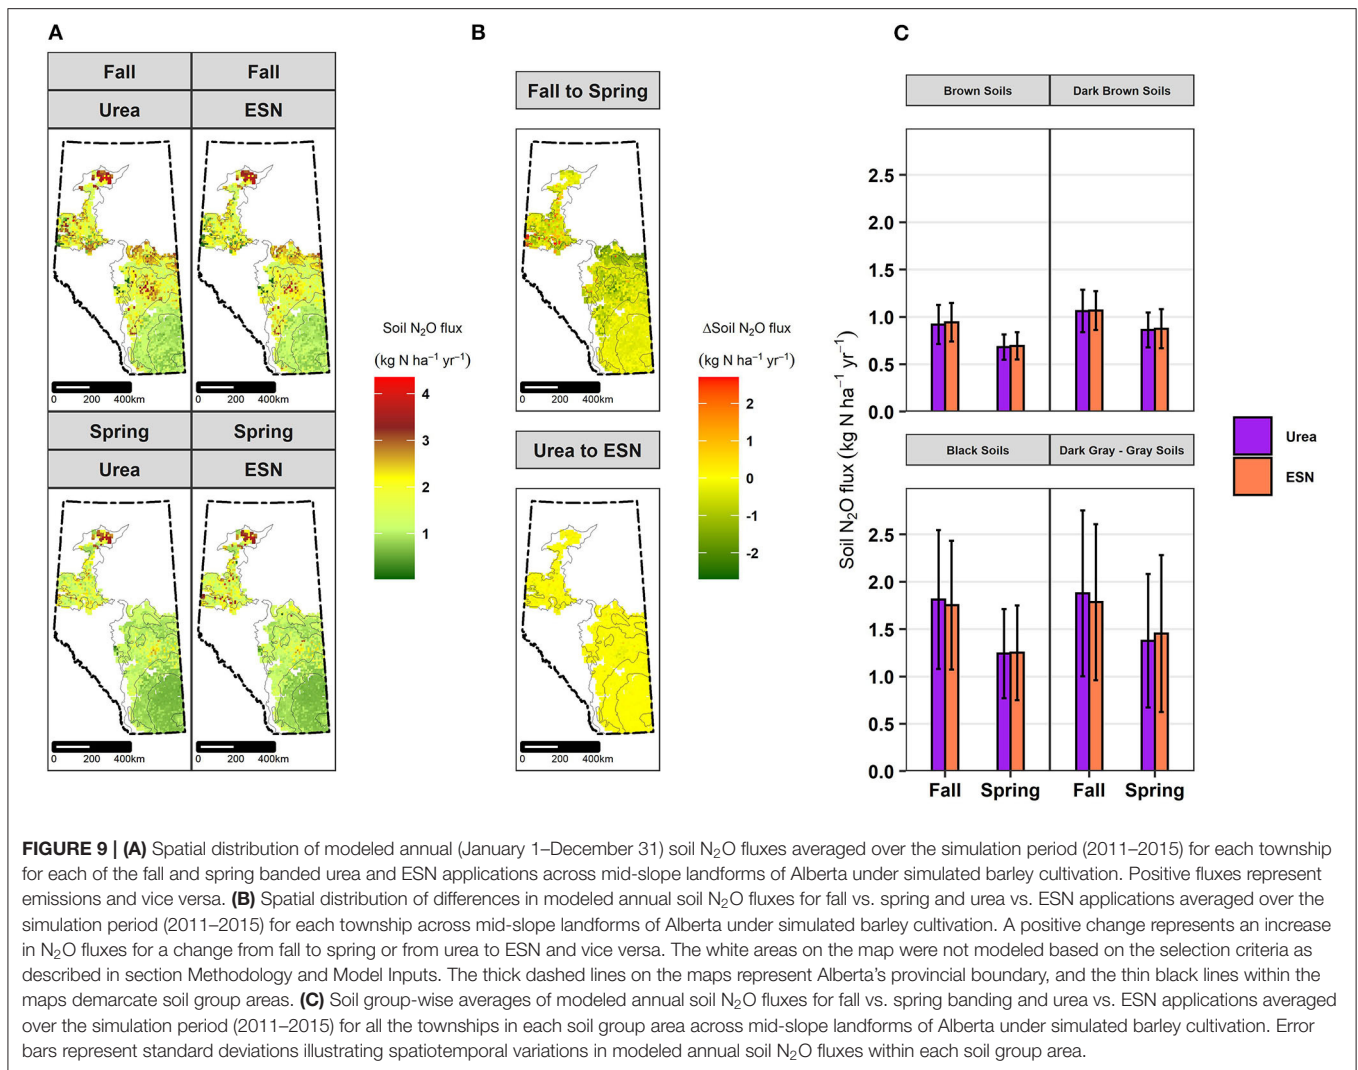 A
Fall
Fall
Urea
ESN
0
200
400km
0
200
400km
Spring
Spring
Urea
ESN
0
200
400km
0
200
400km
Soil N₂O flux
(kg N ha⁻¹ yr⁻¹)
4
3
2
1
B
Fall to Spring
0
200
400km
Urea to ESN
0
200
400km
ΔSoil N₂O flux
(kg N ha⁻¹ yr⁻¹)
2
1
0
-1
-2
C
Brown Soils
Dark Brown Soils
2.5
2.0
1.5
1.0
0.5
0.0
Black Soils
Dark Gray - Gray Soils
2.5
2.0
1.5
1.0
0.5
0.0
Soil N₂O flux (kg N ha⁻¹ yr⁻¹)
Fall
Spring
Fall
Spring
Urea
ESN
FIGURE 9 | (A) Spatial distribution of modeled annual (January 1–December 31) soil N₂O fluxes averaged over the simulation period (2011–2015) for each township
for each of the fall and spring banded urea and ESN applications across mid-slope landforms of Alberta under simulated barley cultivation. Positive fluxes represent
emissions and vice versa. (B) Spatial distribution of differences in modeled annual soil N₂O fluxes for fall vs. spring and urea vs. ESN applications averaged over the
simulation period (2011–2015) for each township across mid-slope landforms of Alberta under simulated barley cultivation. A positive change represents an increase
in N₂O fluxes for a change from fall to spring or from urea to ESN and vice versa. The white areas on the map were not modeled based on the selection criteria as
described in section Methodology and Model Inputs. The thick dashed lines on the maps represent Alberta's provincial boundary, and the thin black lines within the
maps demarcate soil group areas. (C) Soil group-wise averages of modeled annual soil N₂O fluxes for fall vs. spring banding and urea vs. ESN applications averaged
over the simulation period (2011–2015) for all the townships in each soil group area across mid-slope landforms of Alberta under simulated barley cultivation. Error
bars represent standard deviations illustrating spatiotemporal variations in modeled annual soil N₂O fluxes within each soil group area.